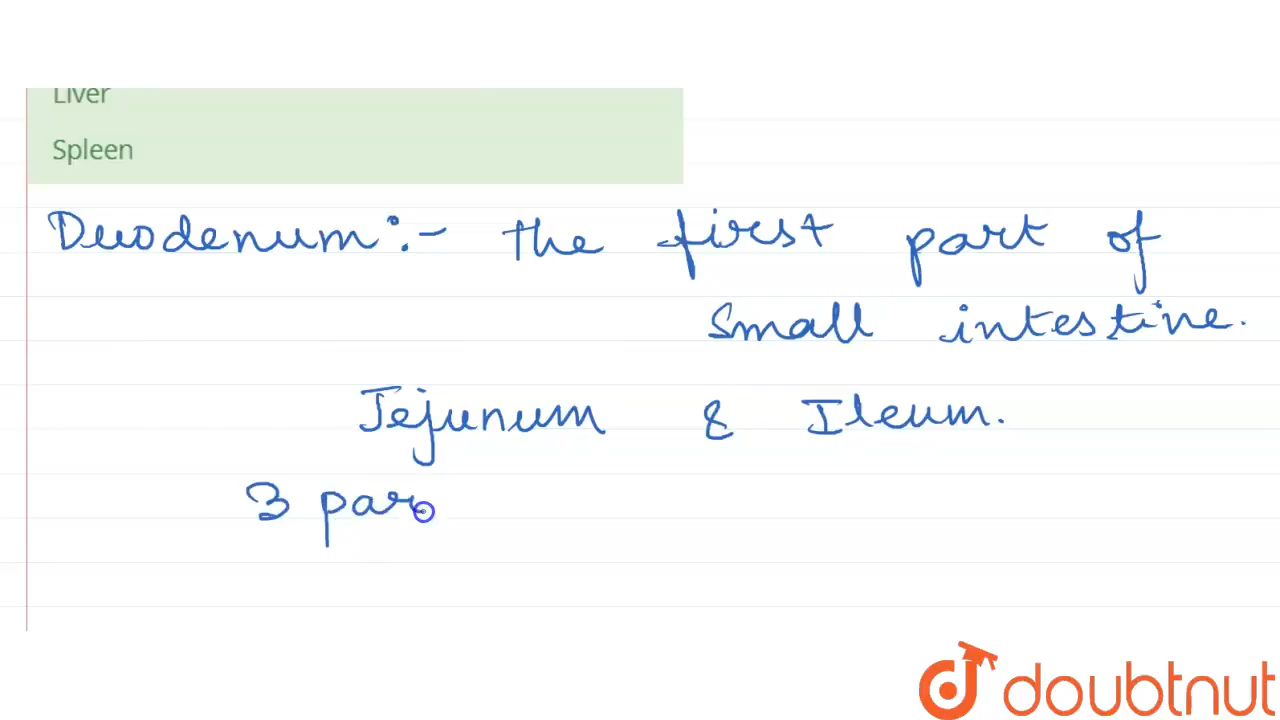 Liver
Spleen
Duodenum :- the first part of
small intestine.
Jejunum & Ileum.
3 par
doubtnut